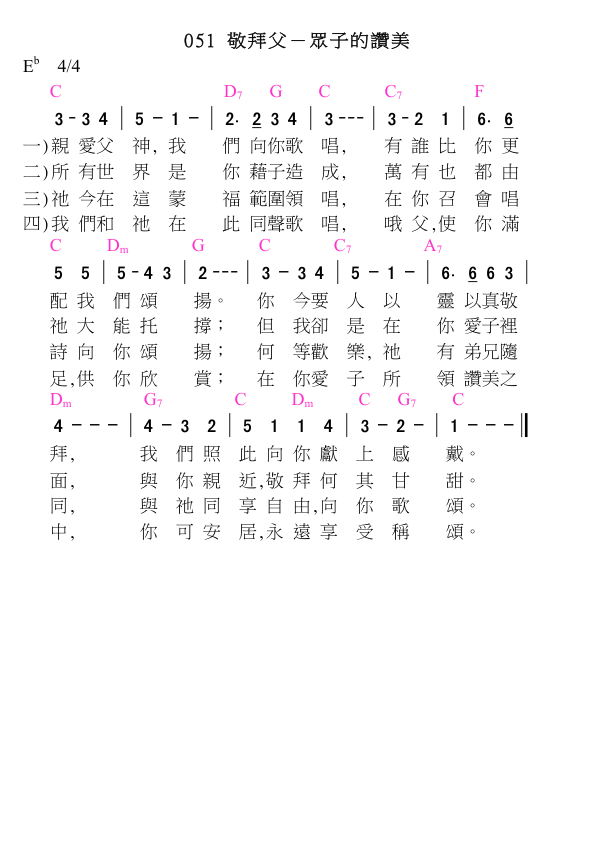 051 敬拜父－眾子的讚美
E♭ 4/4
C D7 G C C7 F
3 - 3 4 | 5 - 1 - | 2. 2 3 4 | 3 - - - | 3 - 2 1 | 6. 6
一)親 愛父 神, 我 們 向你歌 唱, 有 誰 比 你 更
二)所 有世 界 是 你 藉子造 成, 萬 有 也 都 由
三)祂 今在 這 蒙 福 範圍領 唱, 在 你 召 會 唱
四)我 們和 祂 在 此 同聲歌 唱, 哦 父,使 你 滿
C Dm G C C7 A7
5 5 | 5 - 4 3 | 2 - - - | 3 - 3 4 | 5 - 1 - | 6. 6 6 3 |
配 我 們 頌 揚。 你 今要 人 以 靈 以真敬
祂 大 能 托 撐； 但 我卻 是 在 你 愛子裡
詩 向 你 頌 揚； 何 等歡 樂, 祂 有 弟兄隨
足,供 你 欣 賞； 在 你愛 子 所 領 讚美之
Dm G7 C Dm C G7 C
4 - - - | 4 - 3 2 | 5 1 1 4 | 3 - 2 - | 1 - - - ‖
拜, 我 們 照 此 向 你 獻 上 感 戴。
面, 與 你 親 近,敬 拜 何 其 甘 甜。
同, 與 祂 同 享 自 由,向 你 歌 頌。
中, 你 可 安 居,永 遠 享 受 稱 頌。